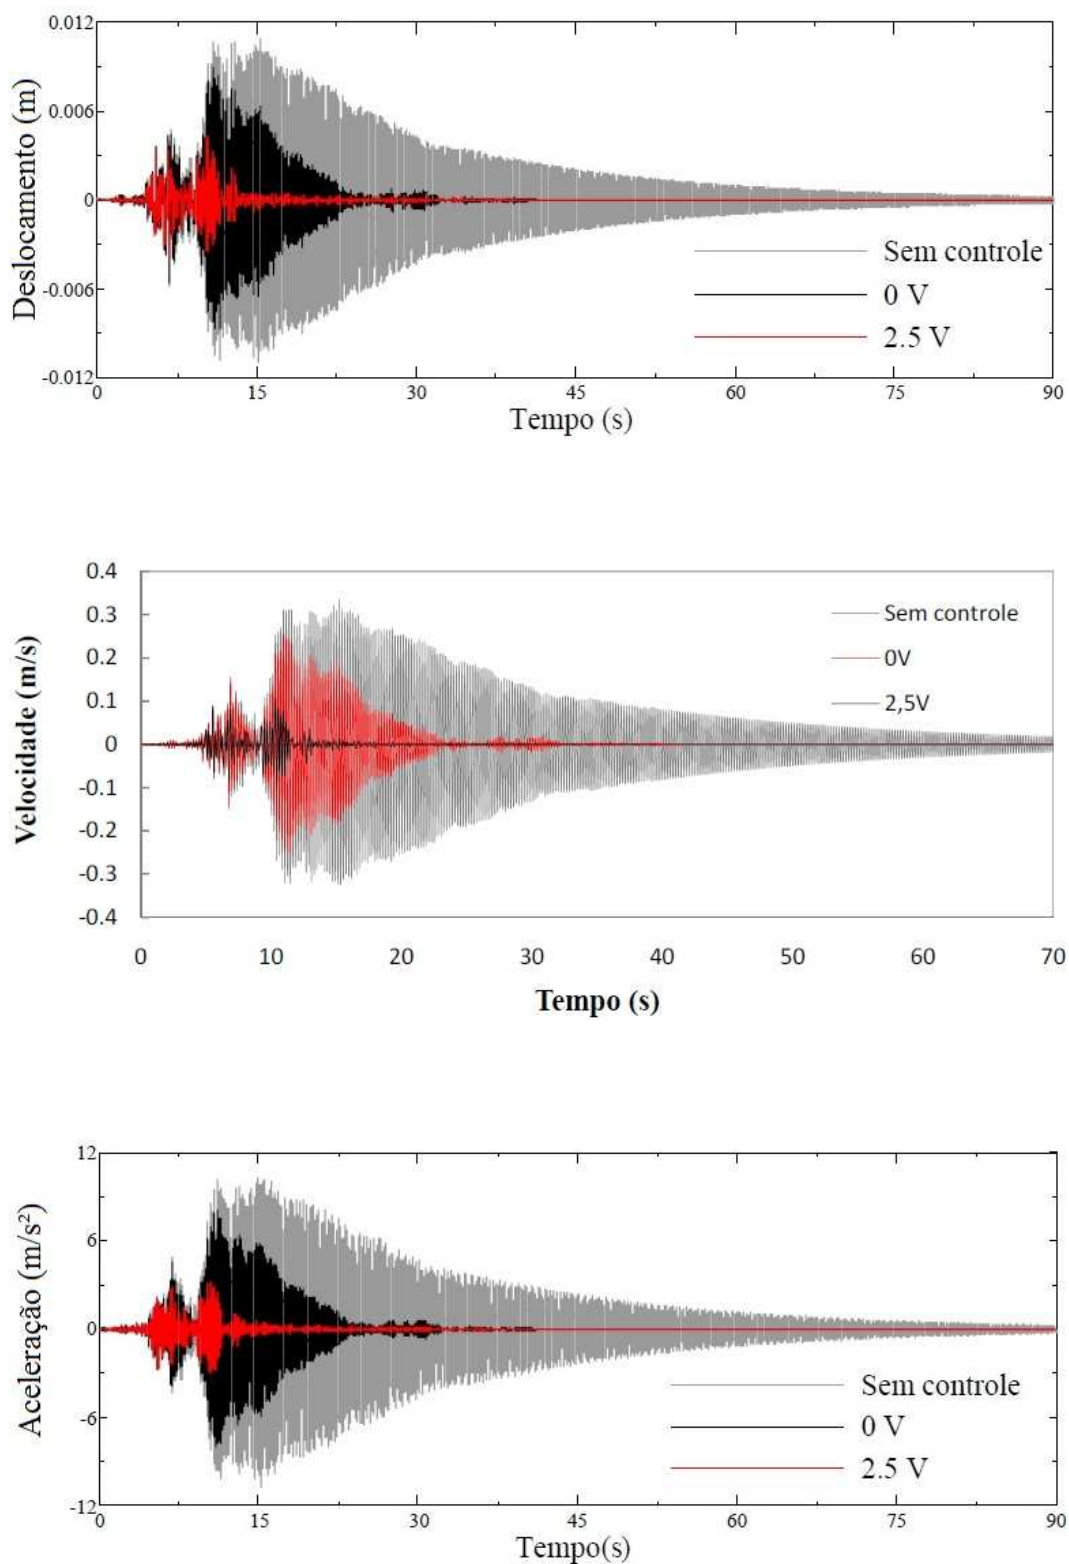 0.012
0.006
0
-0.006
-0.012
Deslocamento (m)
Sem controle
0 V
2.5 V
0 15 30 45 60 75 90
Tempo (s)
0.4
0.3
0.2
0.1
0
-0.1
-0.2
-0.3
-0.4
Velocidade (m/s)
Sem controle
0V
2,5V
0 10 20 30 40 50 60 70
Tempo (s)
12
6
0
-6
-12
Aceleração (m/s²)
Sem controle
0 V
2.5 V
0 15 30 45 60 75 90
Tempo(s)